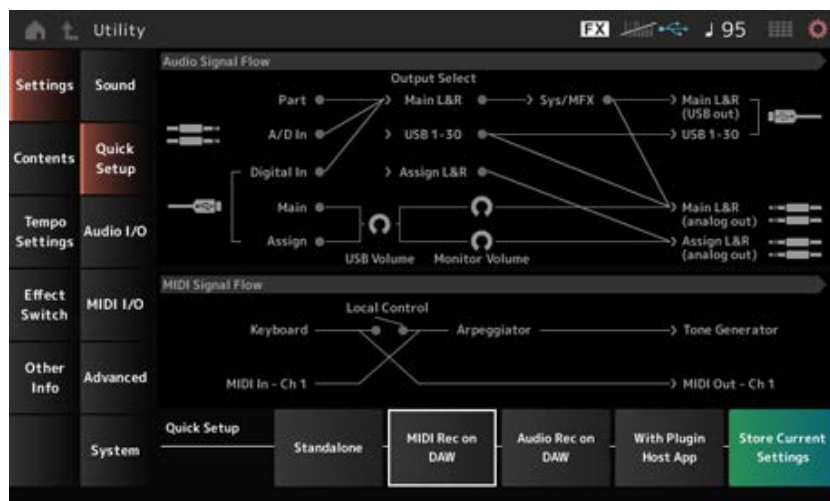 Utility
FX
♩ 95
Settings
Sound
Contents
Quick
Setup
Tempo
Settings
Audio I/O
Effect
Switch
MIDI I/O
Other
Info
Advanced
System
Audio Signal Flow
Output Select
Part
Main L&R
Sys/MFX
Main L&R
(USB out)
A/D In
USB 1-30
USB 1-30
Digital In
Assign L&R
Main
Main L&R
(analog out)
Assign
USB Volume
Monitor Volume
Assign L&R
(analog out)
MIDI Signal Flow
Local Control
Keyboard
Arpeggiator
Tone Generator
MIDI In - Ch 1
MIDI Out - Ch 1
Quick Setup
Standalone
MIDI Rec on
DAW
Audio Rec on
DAW
With Plugin
Host App
Store Current
Settings